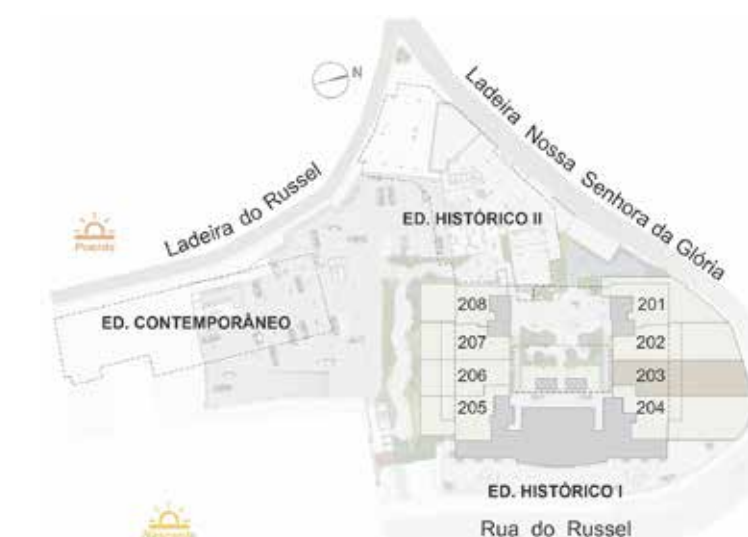 N
Ladeira Nossa Senhora da Glória
Ladeira do Russel
Poente
ED. HISTÓRICO II
ED. CONTEMPORÂNEO
208
201
207
202
206
203
205
204
ED. HISTÓRICO I
Rua do Russel
Nascente